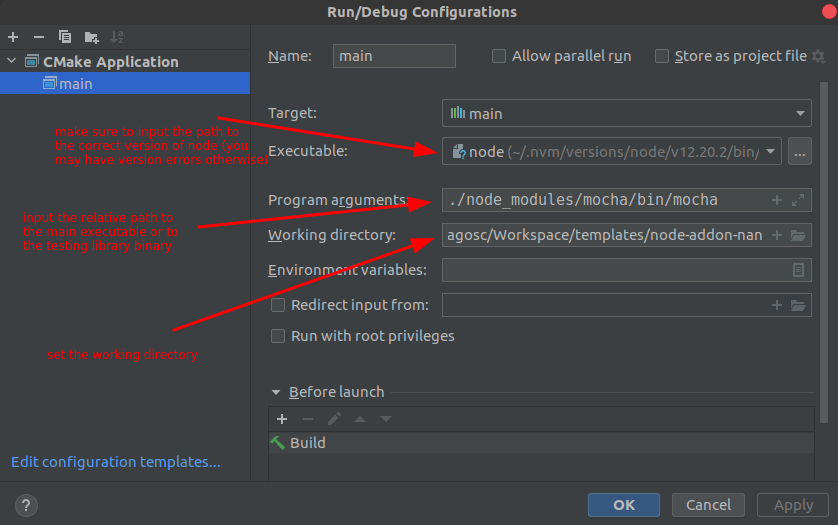 Run/Debug Configurations
CMake Application
main
Name: main
Allow parallel run
Store as project file
Target: main
make sure to input the path to
the correct version of node (you
may have version errors otherwise)
Executable: node (~/.nvm/versions/node/v12.20.2/bin/
...
Program arguments: ./node_modules/mocha/bin/mocha
input the relative path to
the main executable or to
the testing library binary
Working directory: agosc/Workspace/templates/node-addon-nan
Environment variables:
Redirect input from:
Run with root privileges
set the working directory
Before launch
Build
Edit configuration templates...
?
OK
Cancel
Apply